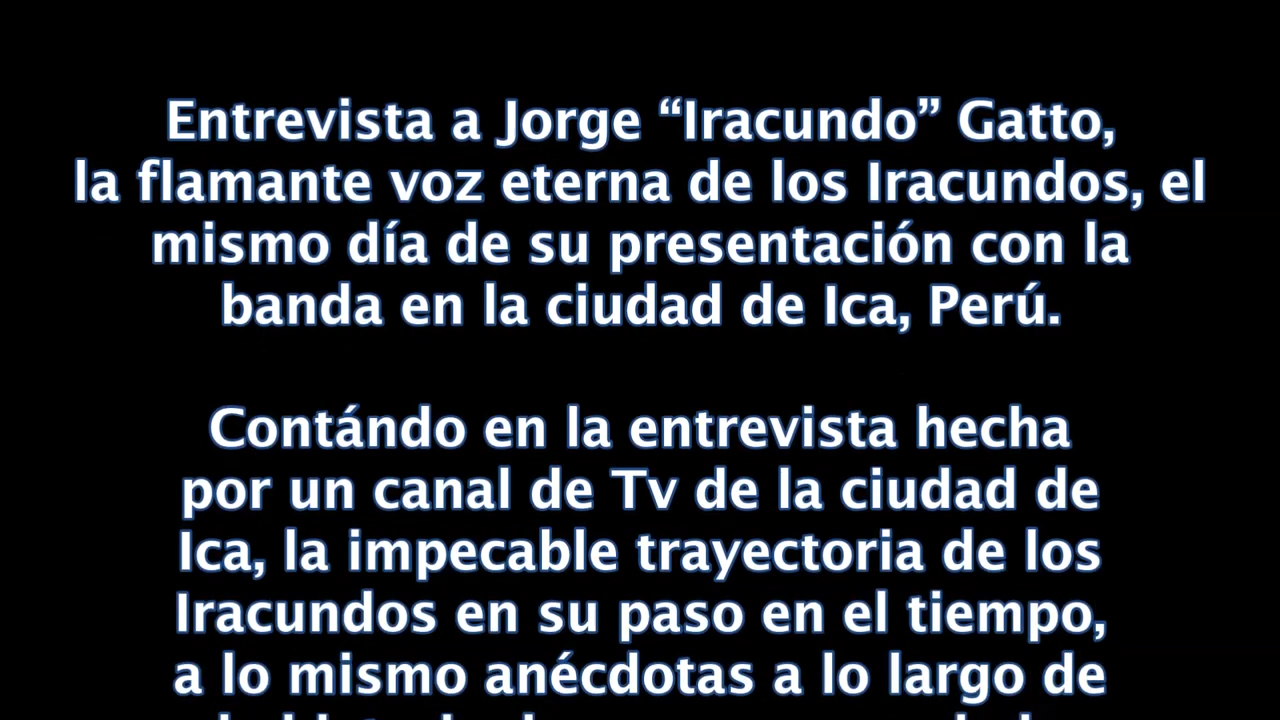 Entrevista a Jorge “Iracundo” Gatto,
la flamante voz eterna de los Iracundos, el
mismo día de su presentación con la
banda en la ciudad de Ica, Perú.
Contándo en la entrevista hecha
por un canal de Tv de la ciudad de
Ica, la impecable trayectoria de los
Iracundos en su paso en el tiempo,
a lo mismo anécdotas a lo largo de